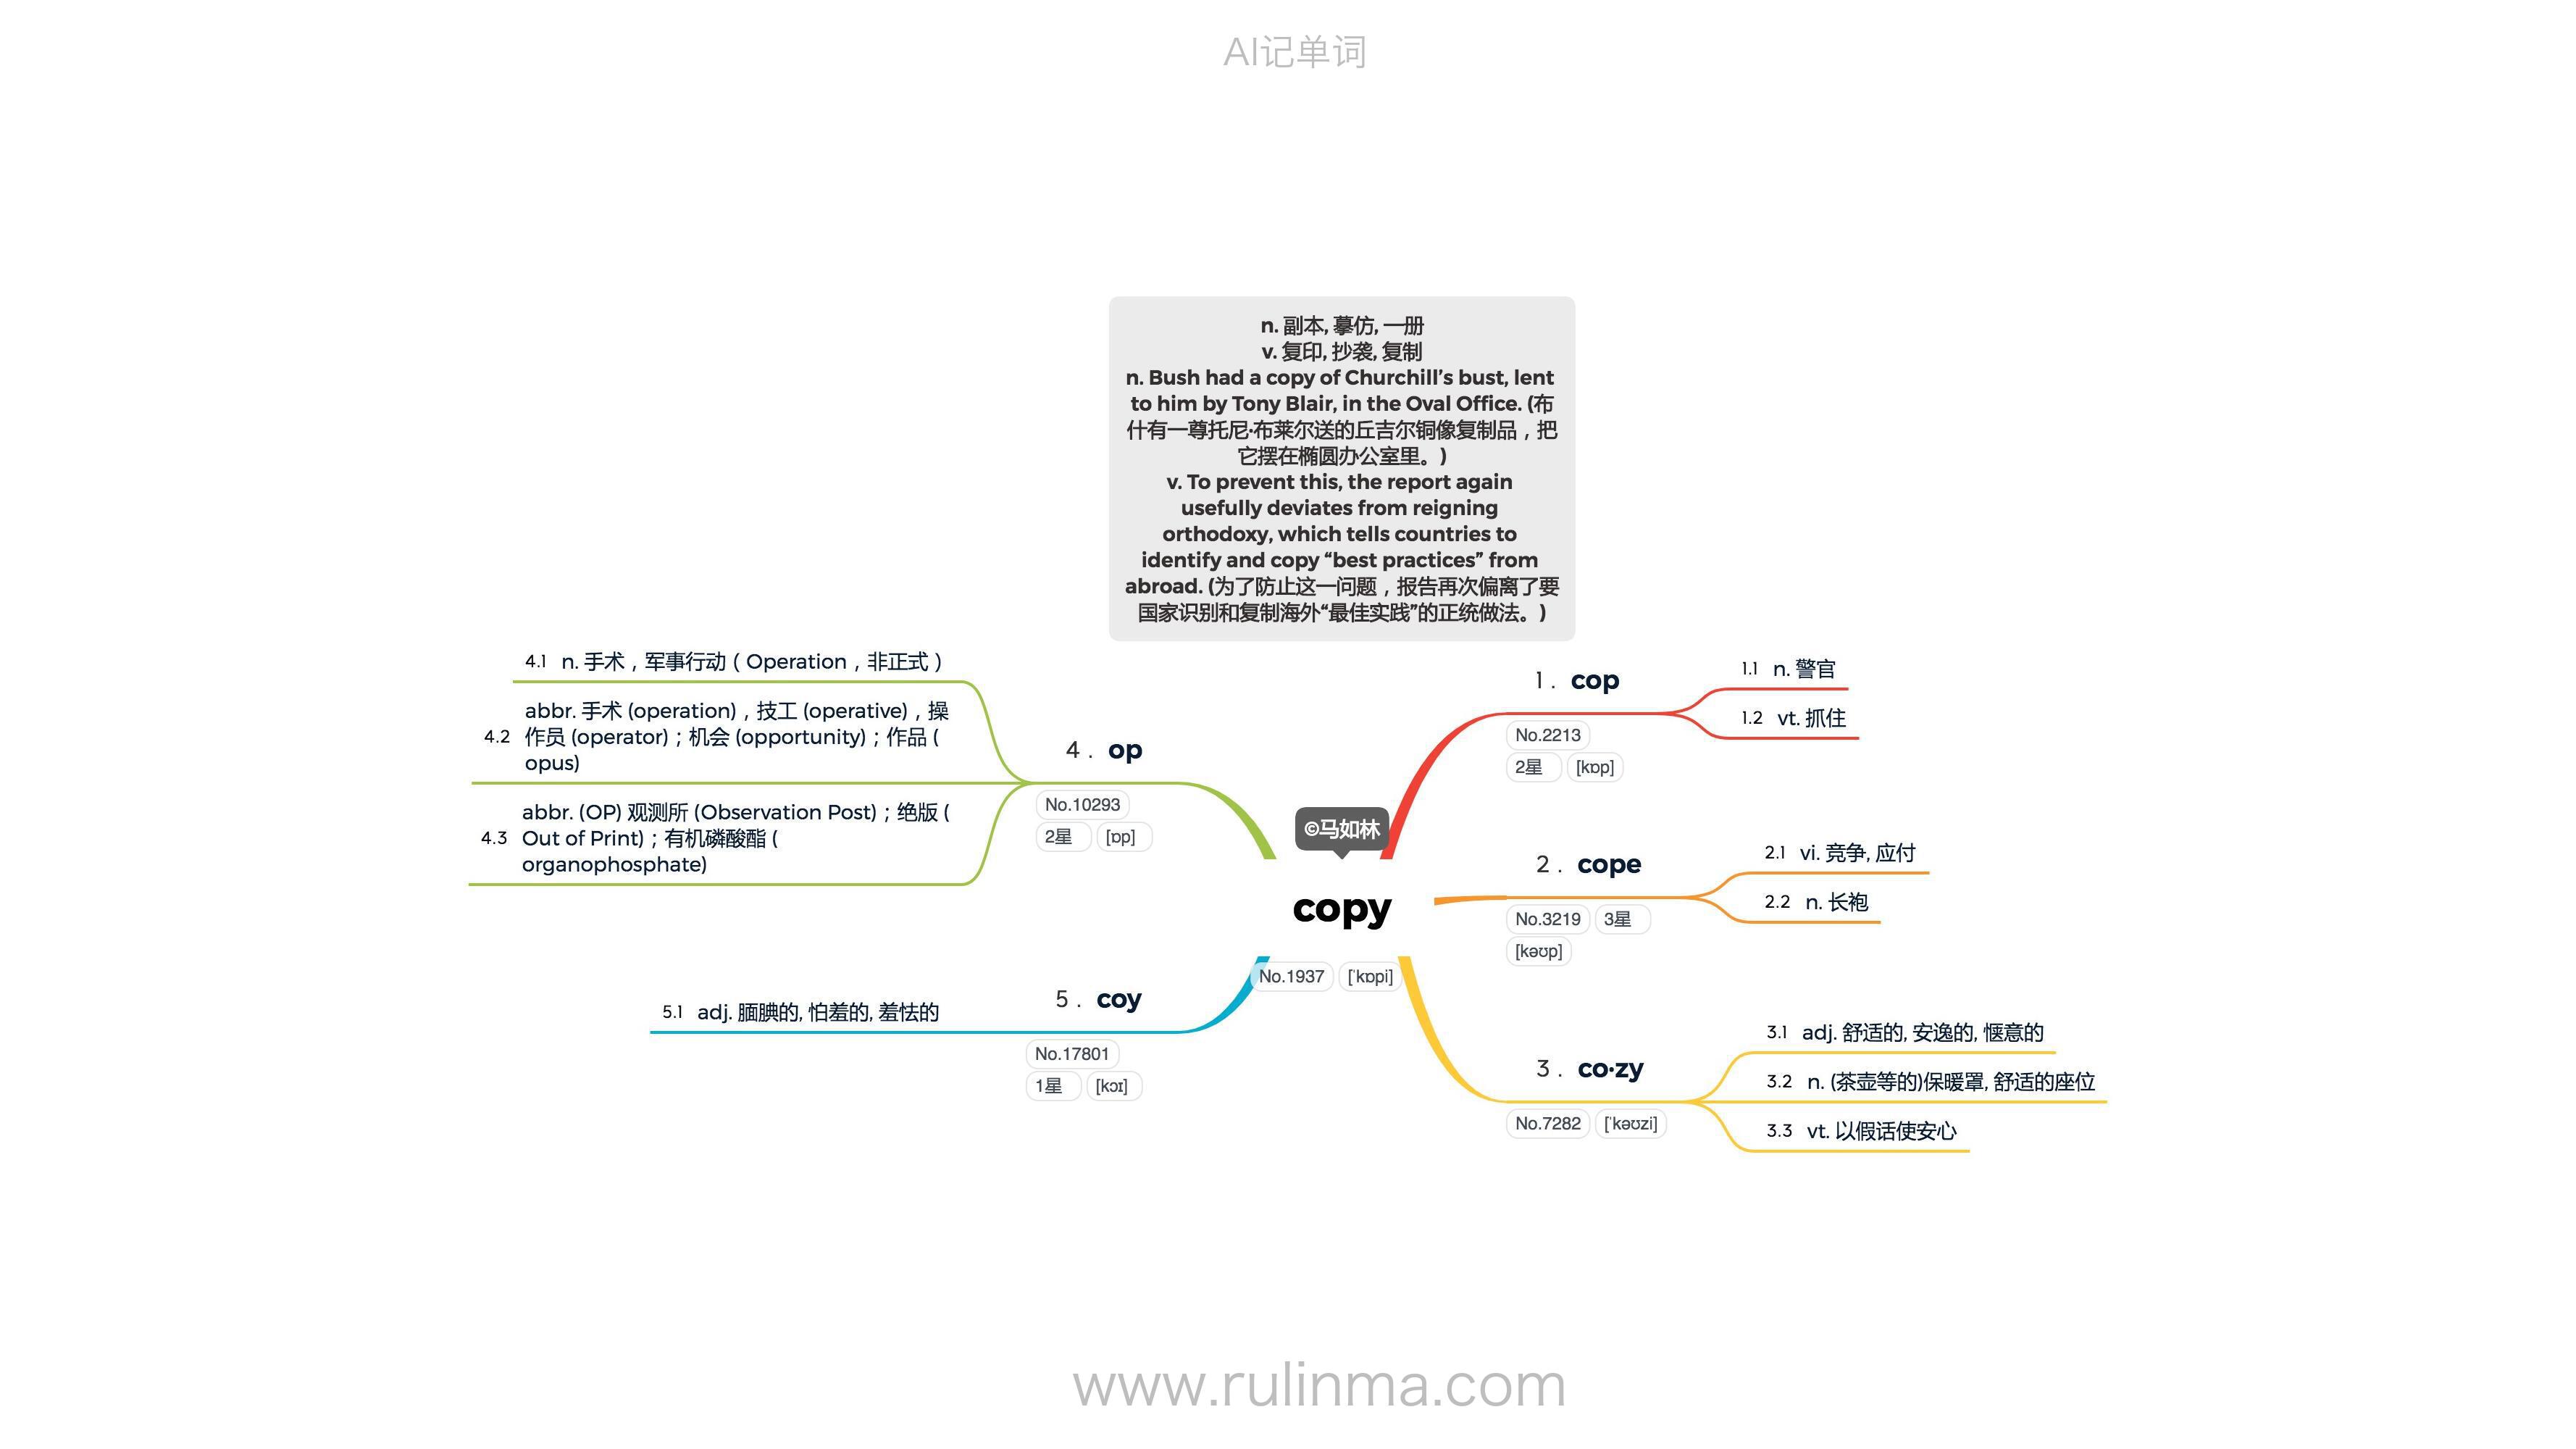 AI记单词
n. 副本, 摹仿, 一册
v. 复印, 抄袭, 复制
n. Bush had a copy of Churchill’s bust, lent
to him by Tony Blair, in the Oval Office. (布
什有一尊托尼·布莱尔送的丘吉尔铜像复制品，把
它摆在椭圆办公室里。)
v. To prevent this, the report again
usefully deviates from reigning
orthodoxy, which tells countries to
identify and copy “best practices” from
abroad. (为了防止这一问题，报告再次偏离了要
国家识别和复制海外“最佳实践”的正统做法。)
©马如林
copy
No.1937 [ˈkɒpi]
1 . cop
No.2213
2星 [kɒp]
1.1 n. 警官
1.2 vt. 抓住
2 . cope
No.3219 3星
[kəʊp]
2.1 vi. 竞争, 应付
2.2 n. 长袍
3 . co·zy
No.7282 [ˈkəʊzi]
3.1 adj. 舒适的, 安逸的, 惬意的
3.2 n. (茶壶等的)保暖罩, 舒适的座位
3.3 vt. 以假话使安心
4 . op
No.10293
2星 [ɒp]
4.1 n. 手术，军事行动（Operation，非正式）
4.2 abbr. 手术 (operation)，技工 (operative)，操
作员 (operator)；机会 (opportunity)；作品 (
opus)
4.3 abbr. (OP) 观测所 (Observation Post)；绝版 (
Out of Print)；有机磷酸酯 (
organophosphate)
5 . coy
No.17801
1星 [kɔɪ]
5.1 adj. 腼腆的, 怕羞的, 羞怯的
www.rulinma.com